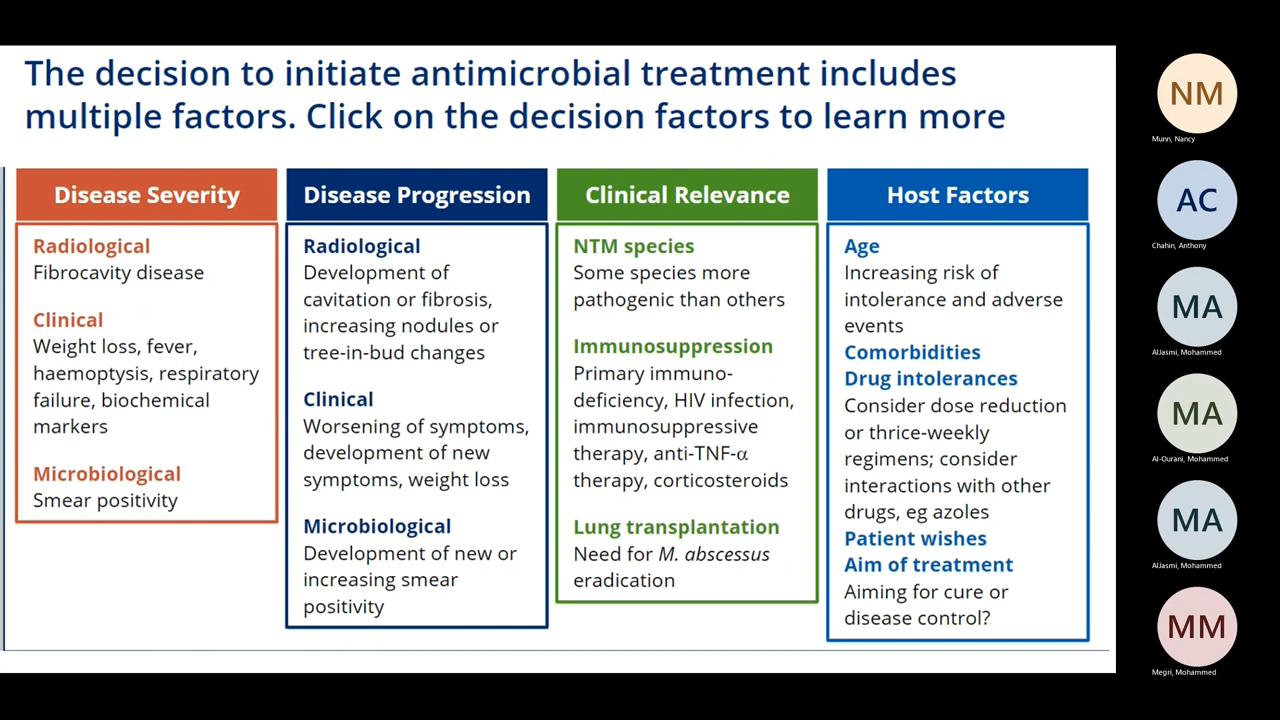 The decision to initiate antimicrobial treatment includes
multiple factors. Click on the decision factors to learn more
Disease Severity
Radiological
Fibrocavity disease
Clinical
Weight loss, fever,
haemoptysis, respiratory
failure, biochemical
markers
Microbiological
Smear positivity
Disease Progression
Radiological
Development of
cavitation or fibrosis,
increasing nodules or
tree-in-bud changes
Clinical
Worsening of symptoms,
development of new
symptoms, weight loss
Microbiological
Development of new or
increasing smear
positivity
Clinical Relevance
NTM species
Some species more
pathogenic than others
Immunosuppression
Primary immuno-
deficiency, HIV infection,
immunosuppressive
therapy, anti-TNF-α
therapy, corticosteroids
Lung transplantation
Need for M. abscessus
eradication
Host Factors
Age
Increasing risk of
intolerance and adverse
events
Comorbidities
Drug intolerances
Consider dose reduction
or thrice-weekly
regimens; consider
interactions with other
drugs, eg azoles
Patient wishes
Aim of treatment
Aiming for cure or
disease control?
NM
Munn, Nancy
AC
Chahin, Anthony
MA
AlJasmi, Mohammed
MA
Al-Ourani, Mohammed
MA
AlJasmi, Mohammed
MM
Megri, Mohammed